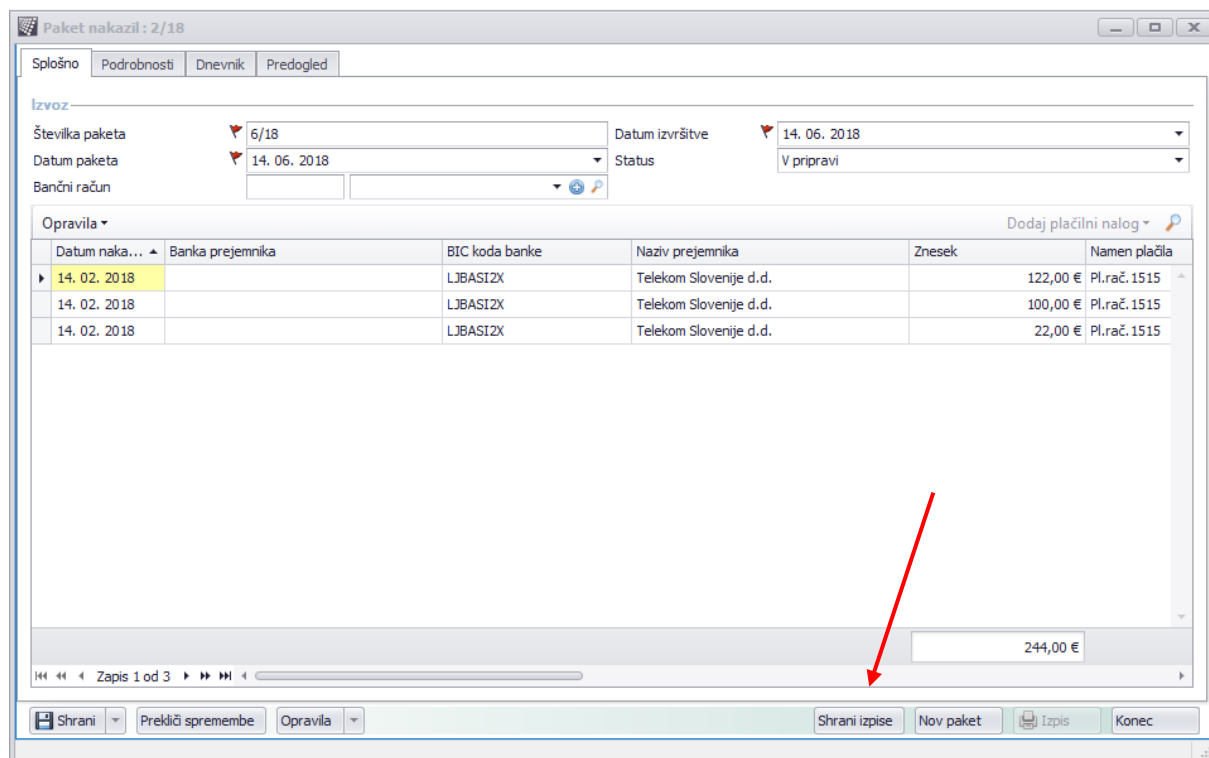 Paket nakazil : 2/18
Splošno Podrobnosti Dnevnik Predogled
Izvoz
Številka paketa 6/18 Datum izvršitve 14. 06. 2018
Datum paketa 14. 06. 2018 Status V pripravi
Bančni račun
Opravila Dodaj plačilni nalog
Datum naka... Banka prejemnika BIC koda banke Naziv prejemnika Znesek Namen plačila
14. 02. 2018 LJBASI2X Telekom Slovenije d.d. 122,00 € Pl.rač.1515
14. 02. 2018 LJBASI2X Telekom Slovenije d.d. 100,00 € Pl.rač.1515
14. 02. 2018 LJBASI2X Telekom Slovenije d.d. 22,00 € Pl.rač.1515
244,00 €
Zapis 1 od 3
Shrani Prekliči spremembe Opravila Shrani izpise Nov paket Izpis Konec